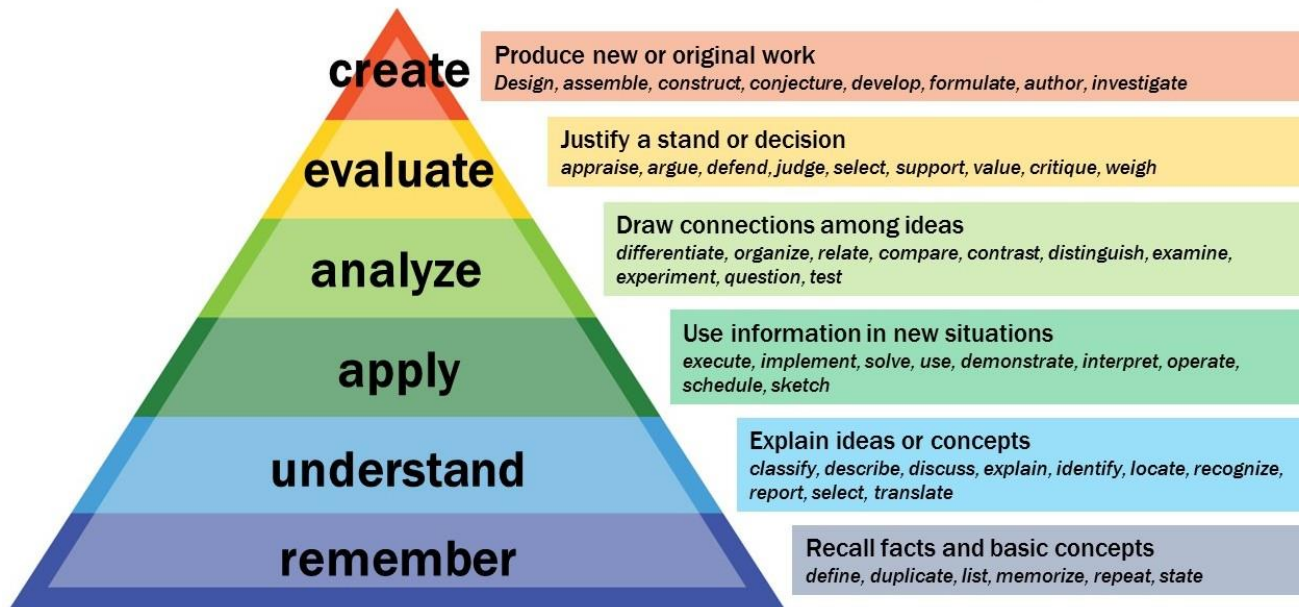 create
Produce new or original work
Design, assemble, construct, conjecture, develop, formulate, author, investigate
evaluate
Justify a stand or decision
appraise, argue, defend, judge, select, support, value, critique, weigh
analyze
Draw connections among ideas
differentiate, organize, relate, compare, contrast, distinguish, examine,
experiment, question, test
apply
Use information in new situations
execute, implement, solve, use, demonstrate, interpret, operate,
schedule, sketch
understand
Explain ideas or concepts
classify, describe, discuss, explain, identify, locate, recognize,
report, select, translate
remember
Recall facts and basic concepts
define, duplicate, list, memorize, repeat, state